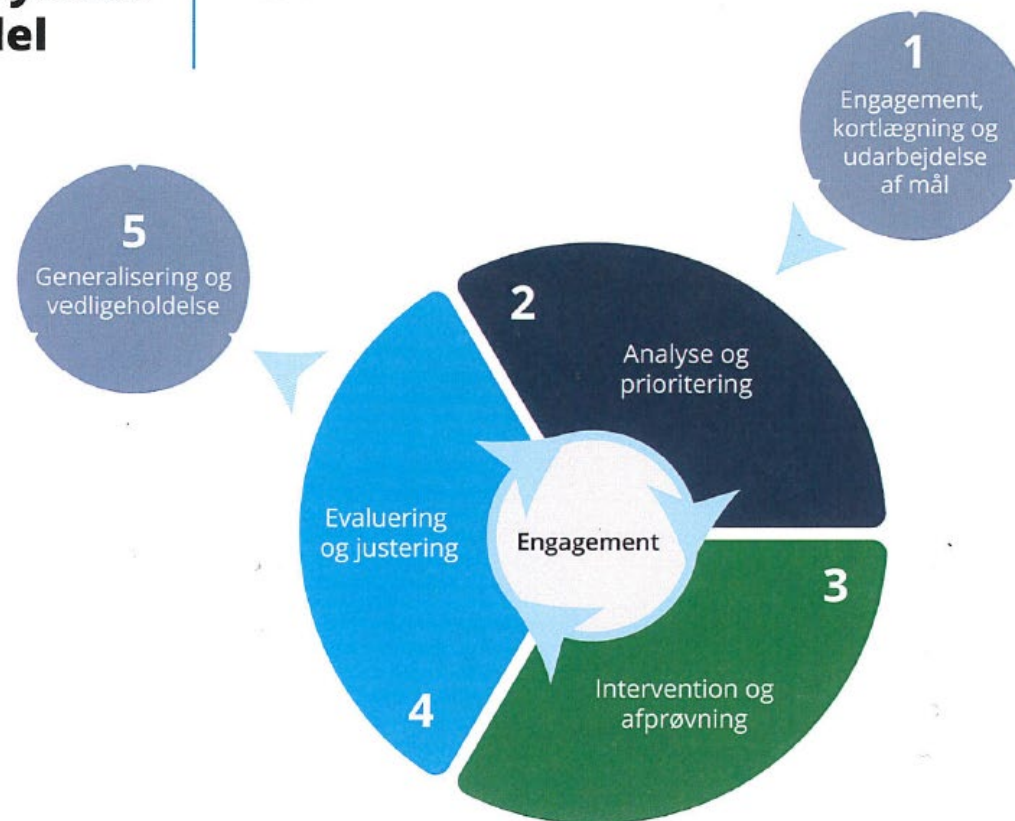 1
Engagement,
kortlægning og
udarbejdelse
af mål
5
Generalisering og
vedligeholdelse
2
Analyse og
prioritering
Evaluering
og justering
4
Engagement
3
Intervention og
afprøvning